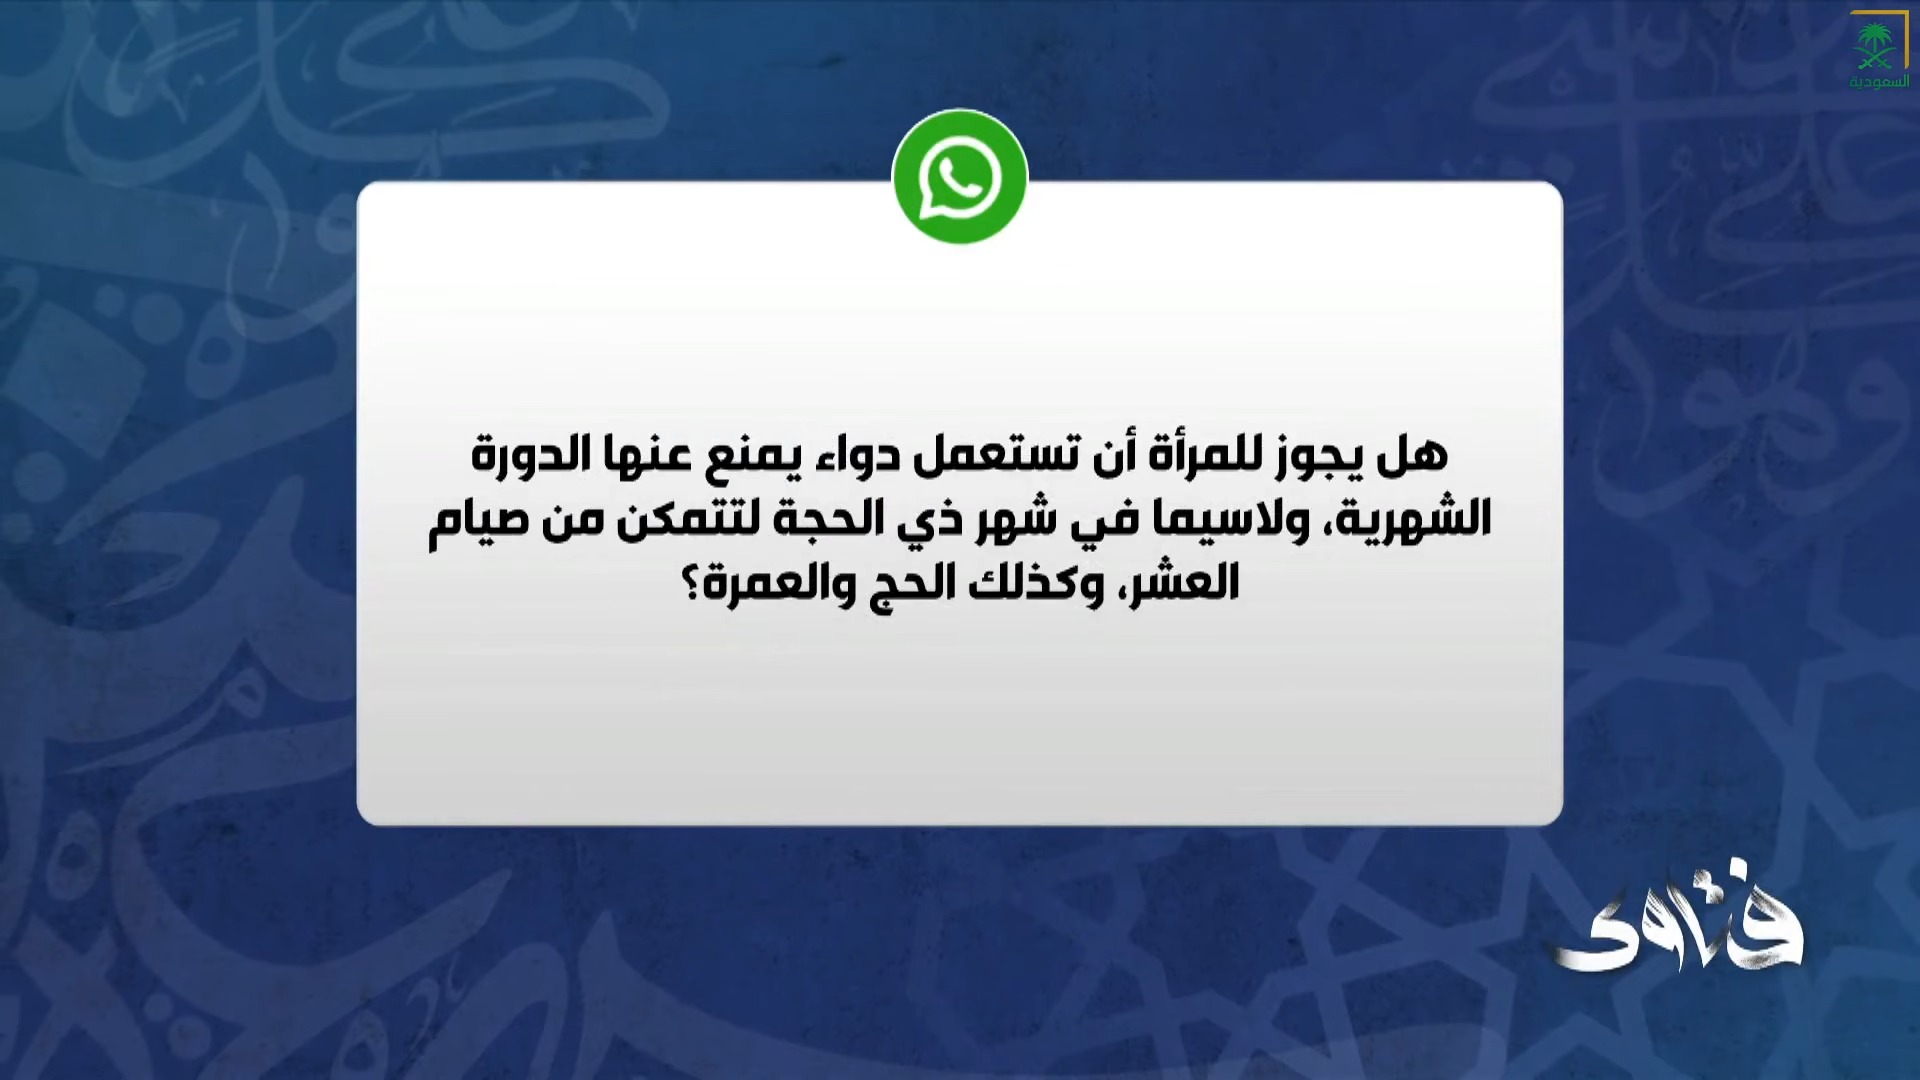 السعودية
هل يجوز للمرأة أن تستعمل دواء يمنع عنها الدورة
الشهرية، ولاسيما في شهر ذي الحجة لتتمكن من صيام
العشر، وكذلك الحج والعمرة؟
فتاوى